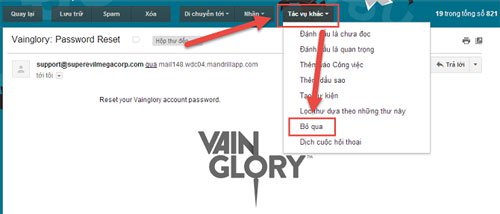 Quay lại Lưu trữ Spam Xóa Di chuyển tới Nhãn Tác vụ khác 19 trong tổng số 821
Vainglory: Password Reset Hộp thư đến
support@superevilmegacorp.com qua mail148.wdc04.mandrillapp.com
tới tôi
Trả lời
Reset your Vainglory account password.
Đánh dấu là chưa đọc
Đánh dấu là quan trọng
Thêm vào Công việc
Thêm dấu sao
Tạo sự kiện
Lọc thư dựa theo những thư này
Bỏ qua
Dịch cuộc hội thoại
VAIN
GLORY™